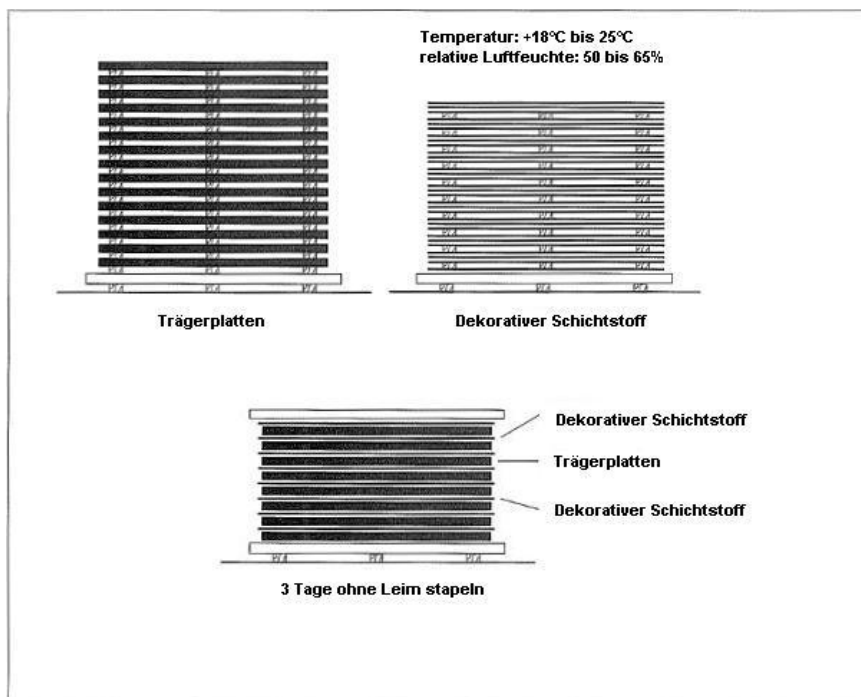 Temperatur: +18°C bis 25°C
relative Luftfeuchte: 50 bis 65%
Trägerplatten
Dekorativer Schichtstoff
Dekorativer Schichtstoff
Trägerplatten
Dekorativer Schichtstoff
3 Tage ohne Leim stapeln